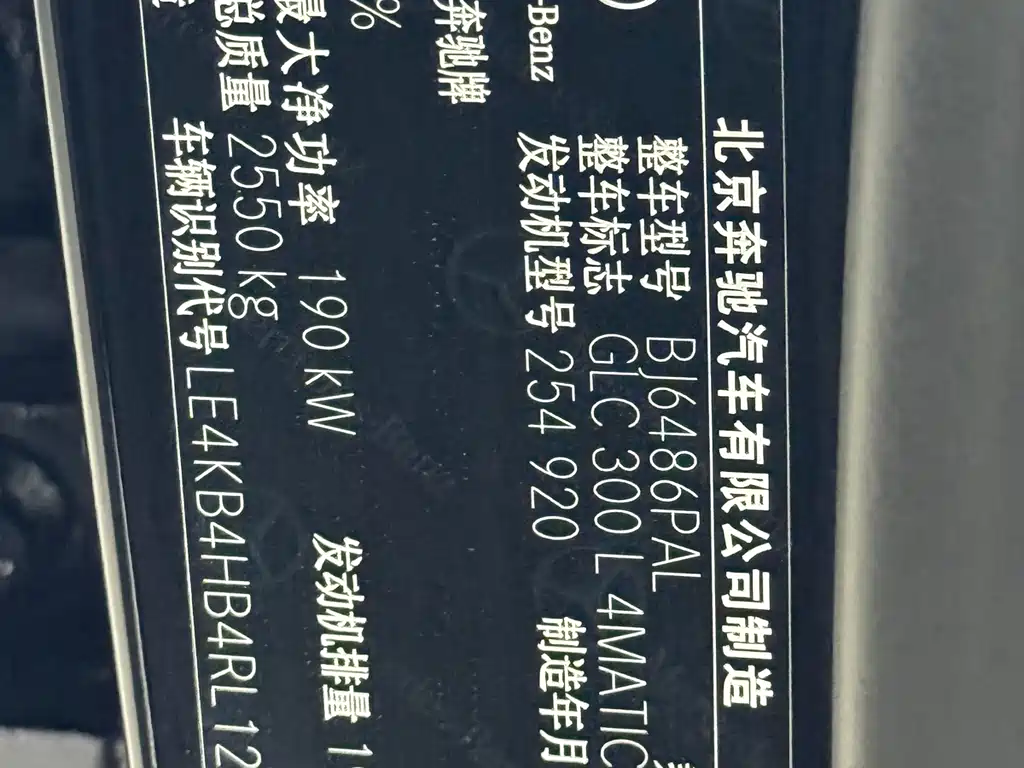 北京奔驰汽车有限公司制造
整车型号 BJ6486PAL
整车标志 GLC 300 L 4MATIC
发动机型号 254 920 制造年月
-Benz
奔驰牌
%
最大净功率 190 kW 发动机排量 1
总质量 2550 kg
车辆识别代号 LE4KB4HB4RL12